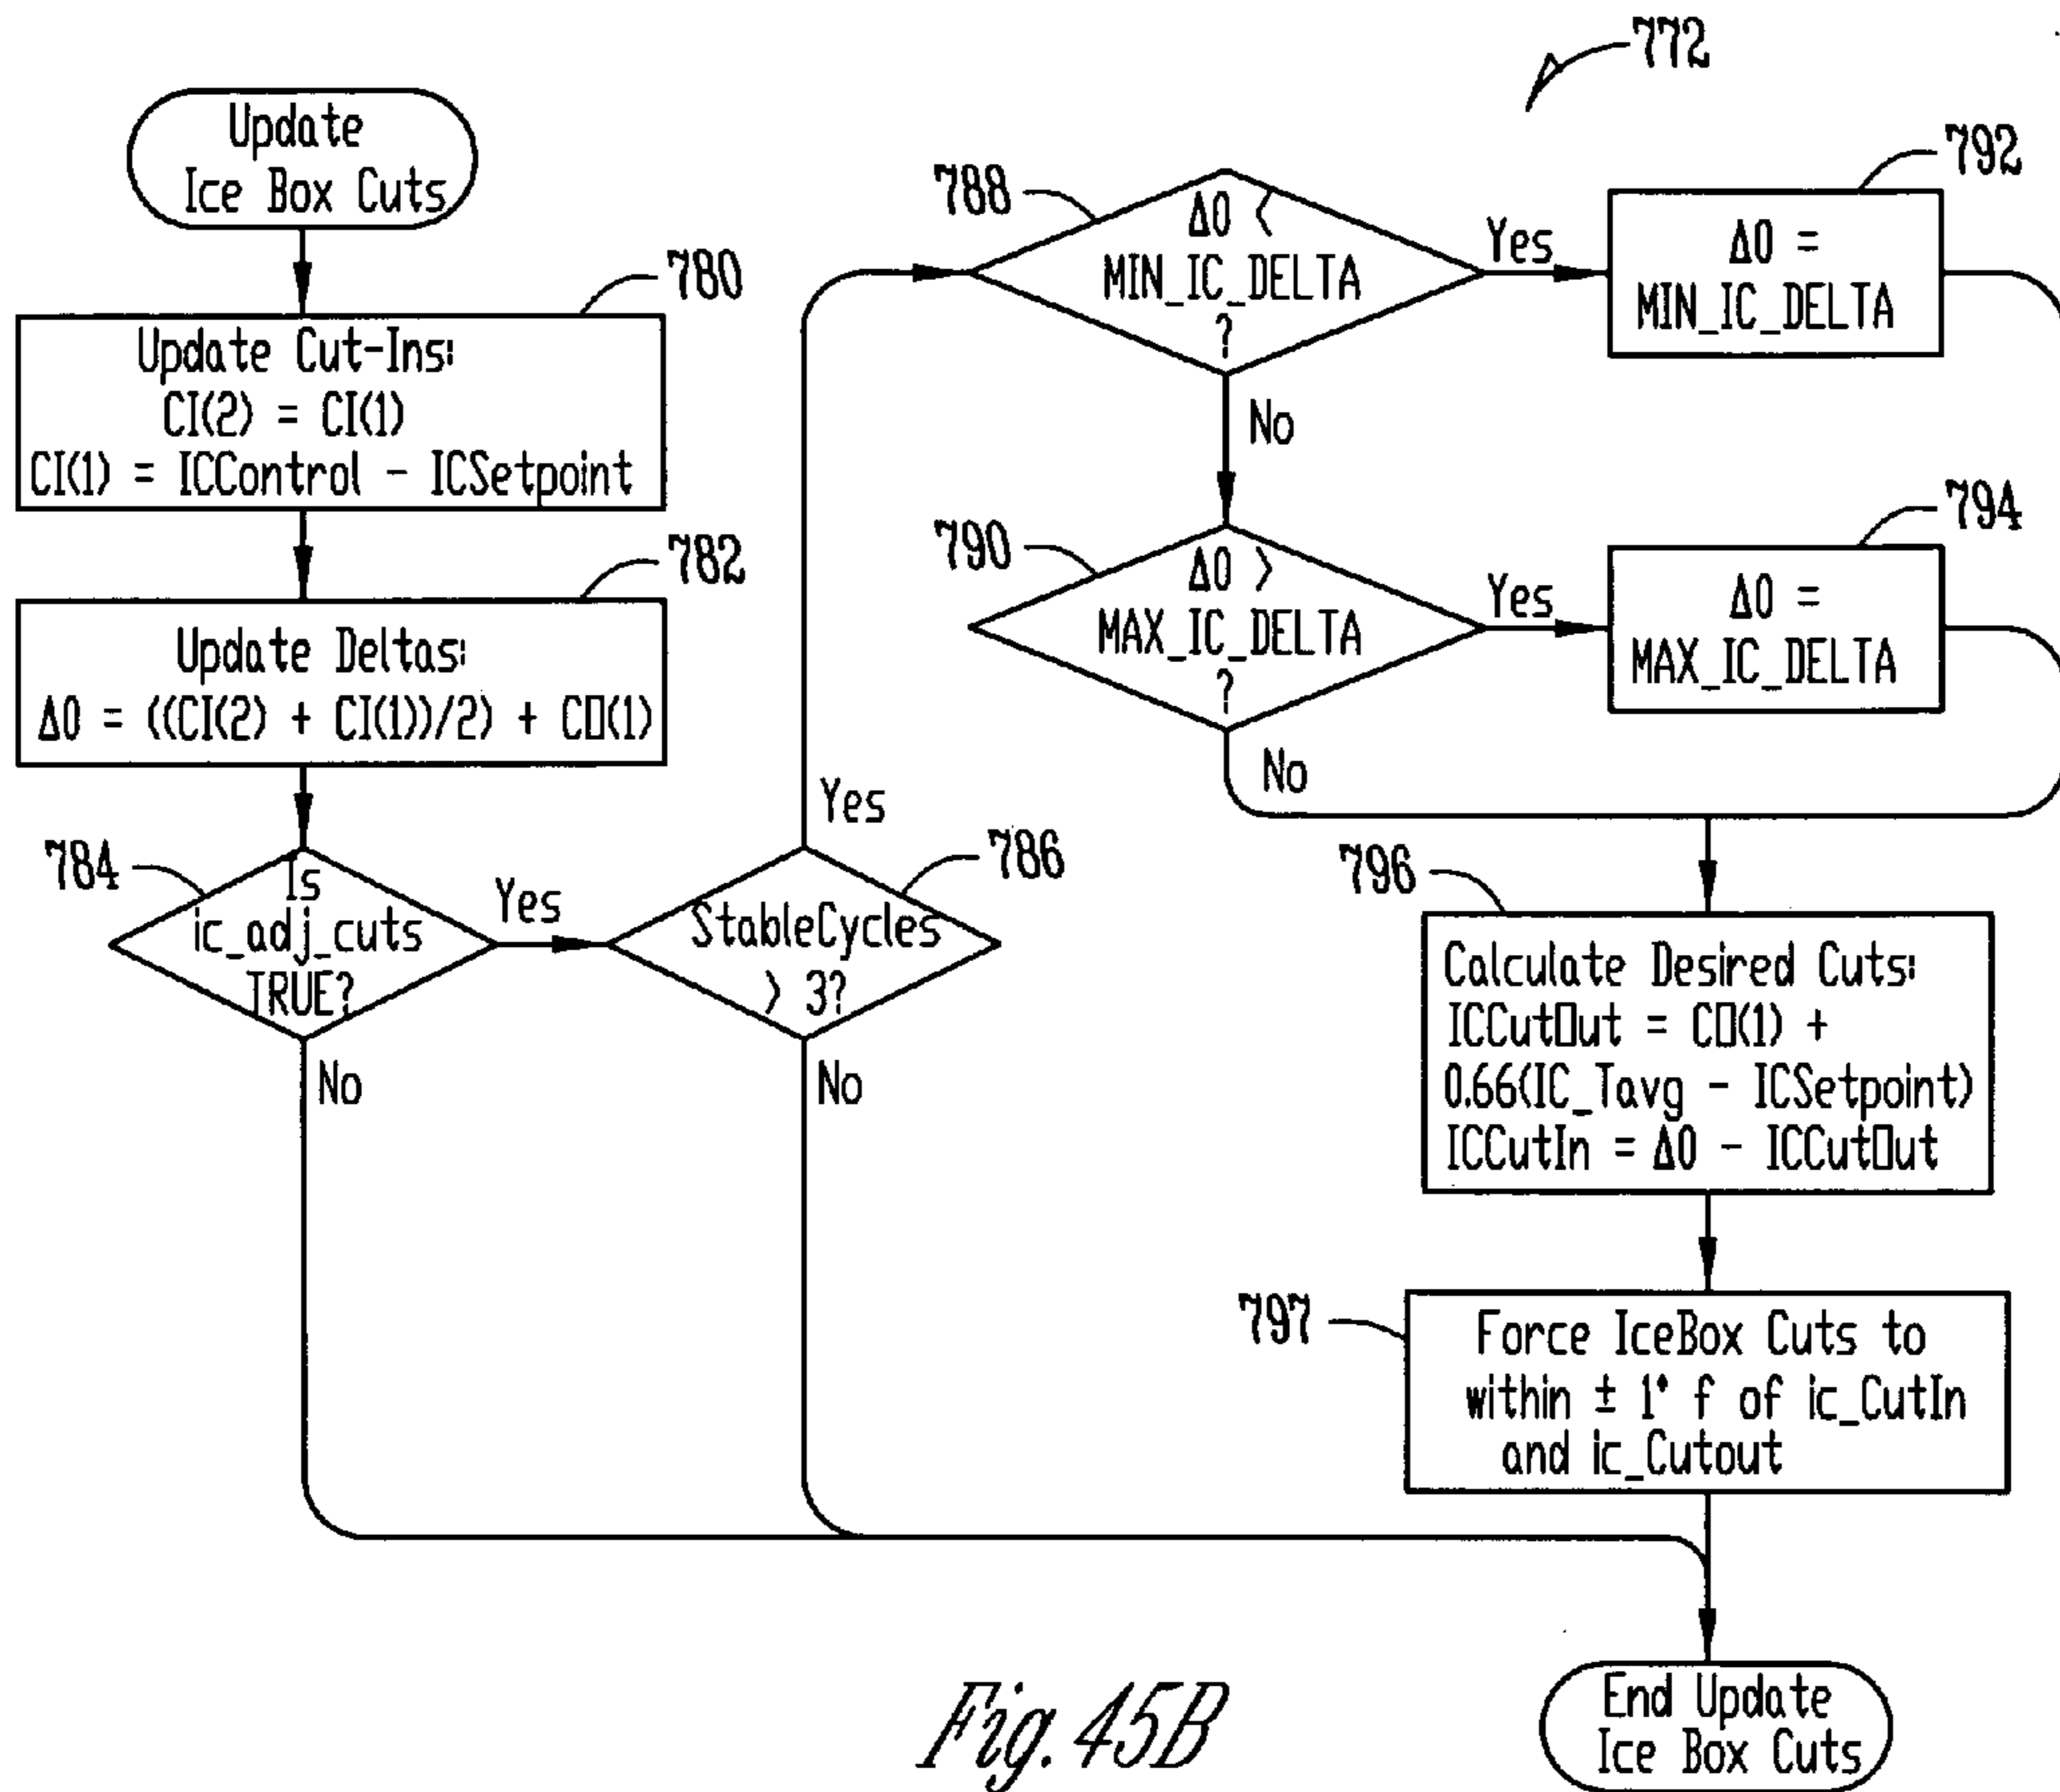 772
Update
Ice Box Cuts
780
Update Cut-Ins:
CI(2) = CI(1)
CI(1) = ICControl - ICSetpoint
782
Update Deltas:
Δ0 = ((CI(2) + CI(1))/2) + CO(1)
784
Is
ic_adj_cuts
TRUE?
Yes
No
786
StableCycles
> 3?
Yes
No
788
Δ0 <
MIN_IC_DELTA
?
Yes
No
792
Δ0 =
MIN_IC_DELTA
790
Δ0 >
MAX_IC_DELTA
?
Yes
No
794
Δ0 =
MAX_IC_DELTA
796
Calculate Desired Cuts:
ICCutOut = CO(1) +
0.66(IC_Tavg - ICSetpoint)
ICCutIn = Δ0 - ICCutOut
797
Force IceBox Cuts to
within ± 1° f of ic_CutIn
and ic_Cutout
End Update
Ice Box Cuts
Fig. 45B